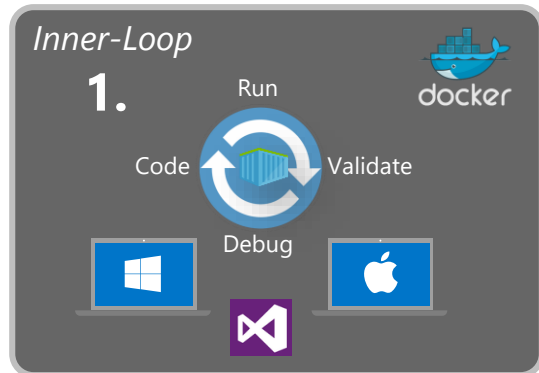 Inner-Loop
1.
docker
Run
Code
Validate
Debug